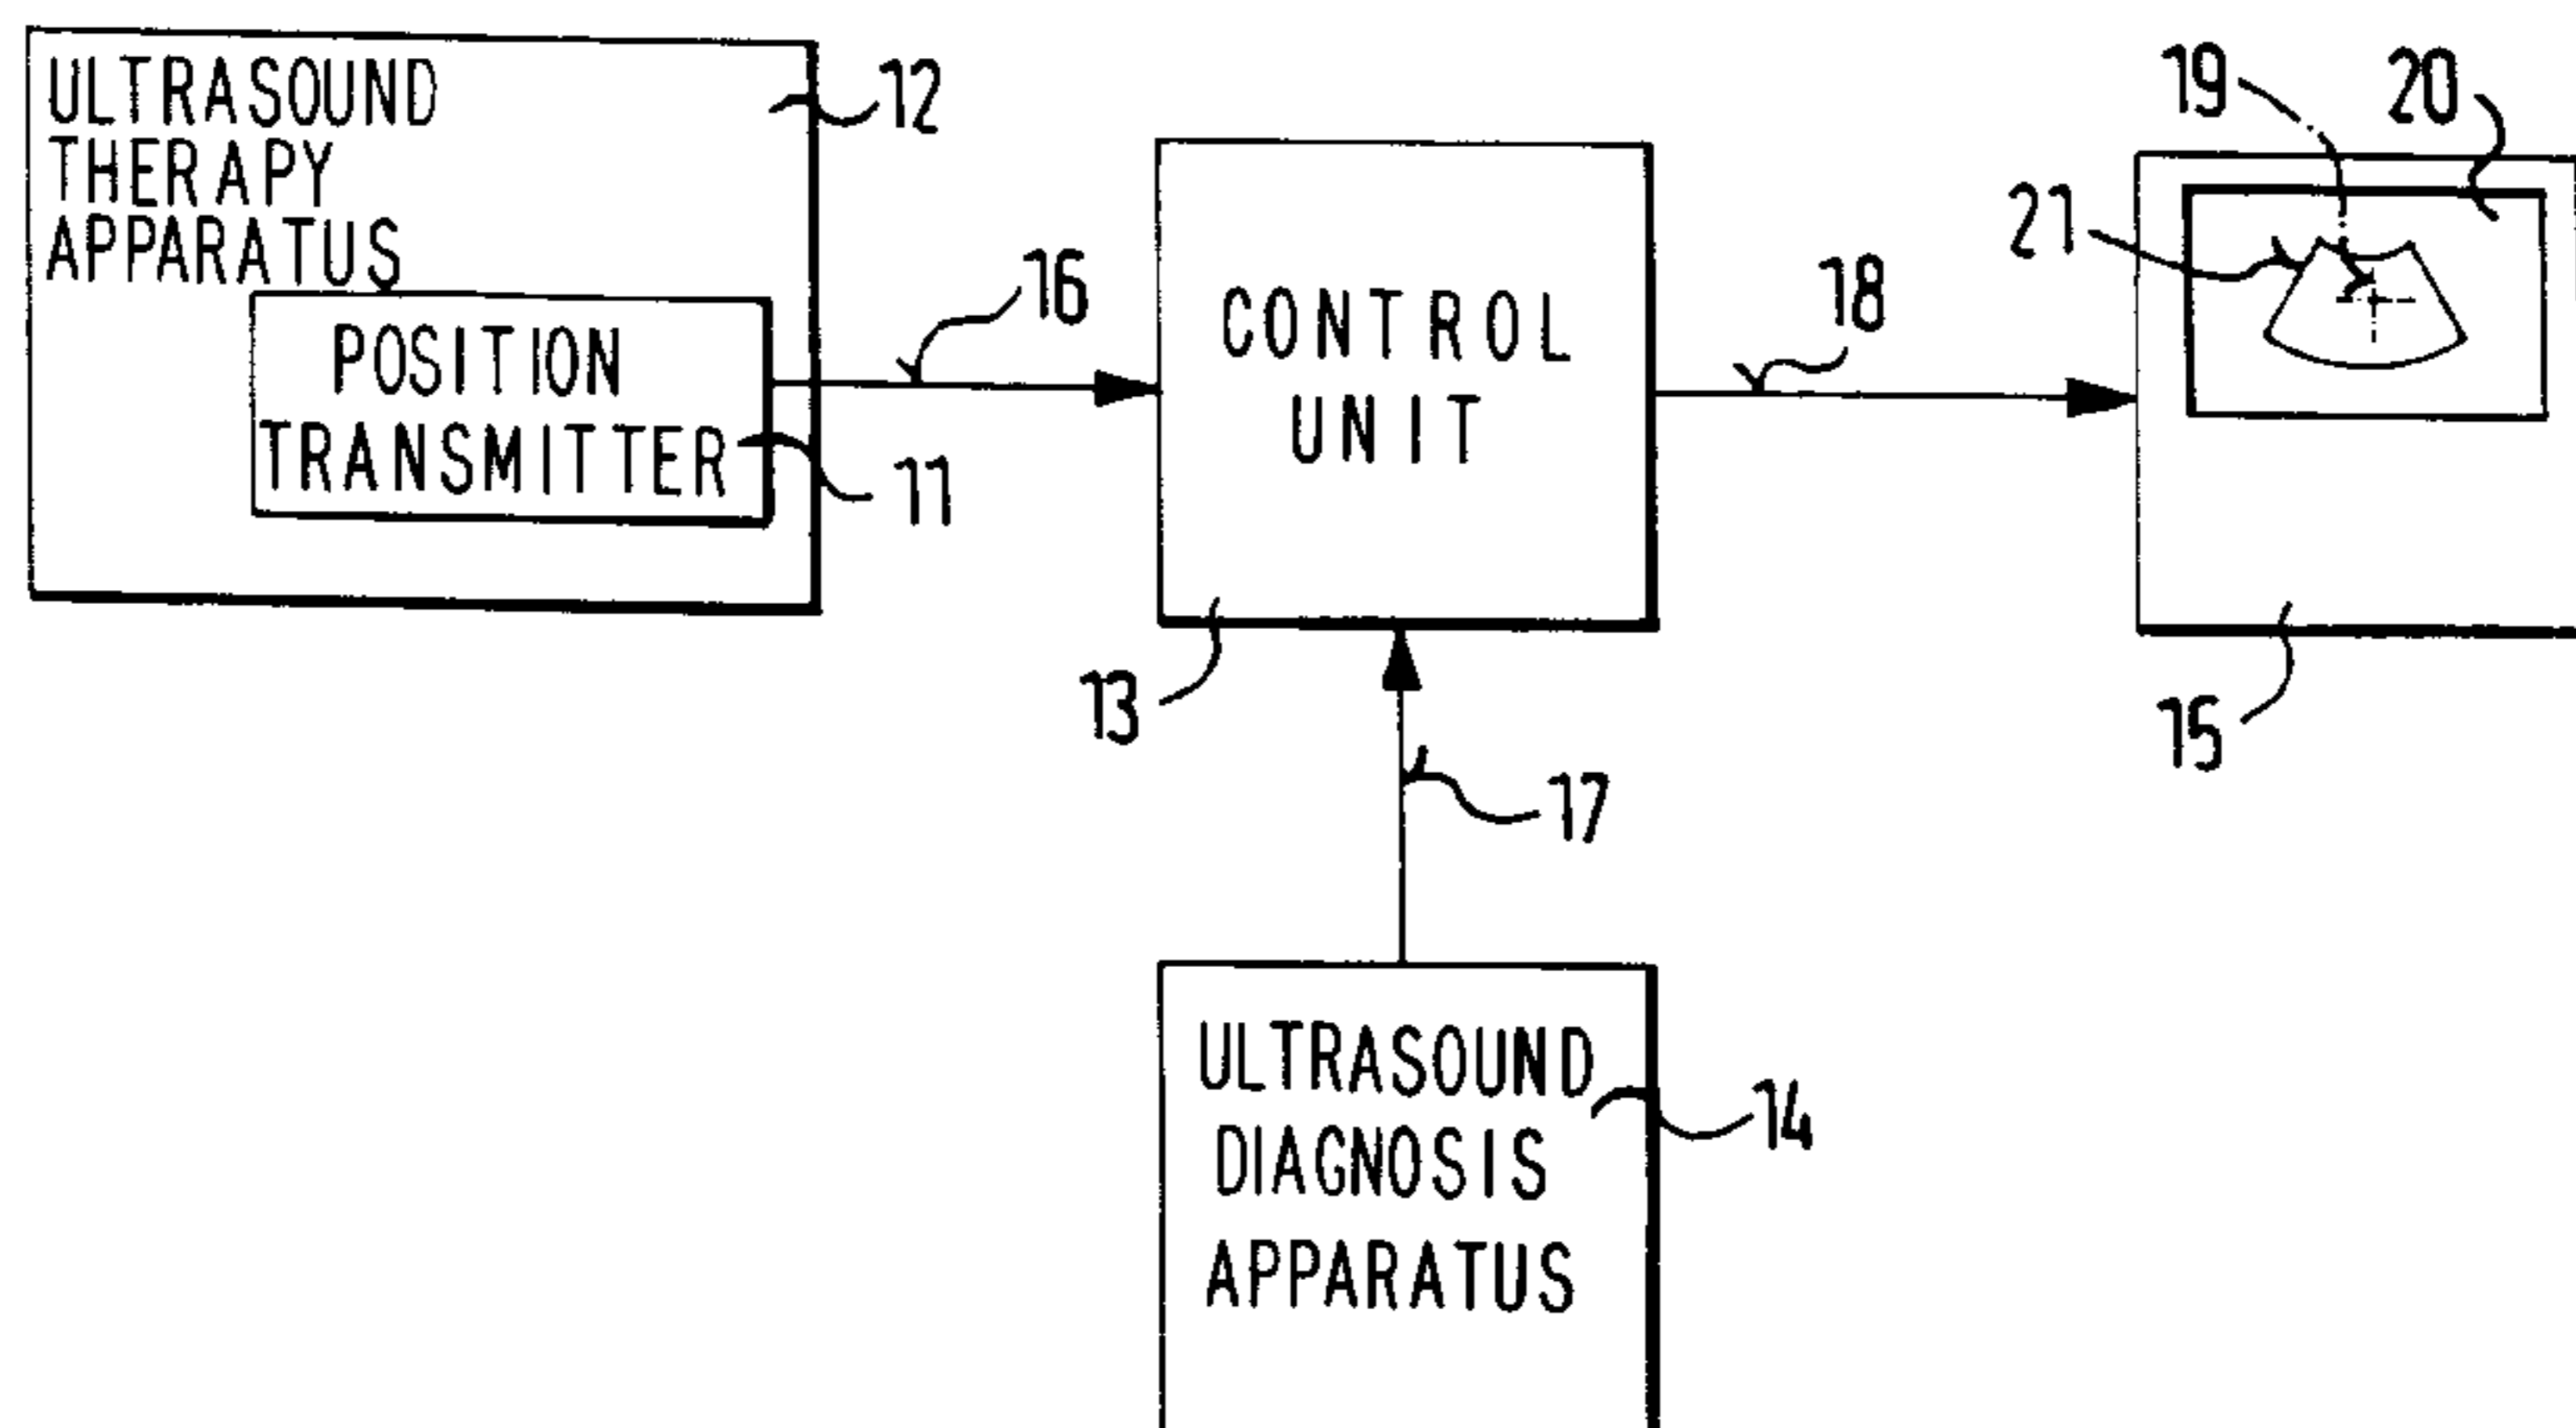 ULTRASOUND
THERAPY
APPARATUS
12
POSITION
TRANSMITTER
11
16
CONTROL
UNIT
13
18
19
20
21
15
17
ULTRASOUND
DIAGNOSIS
APPARATUS
14